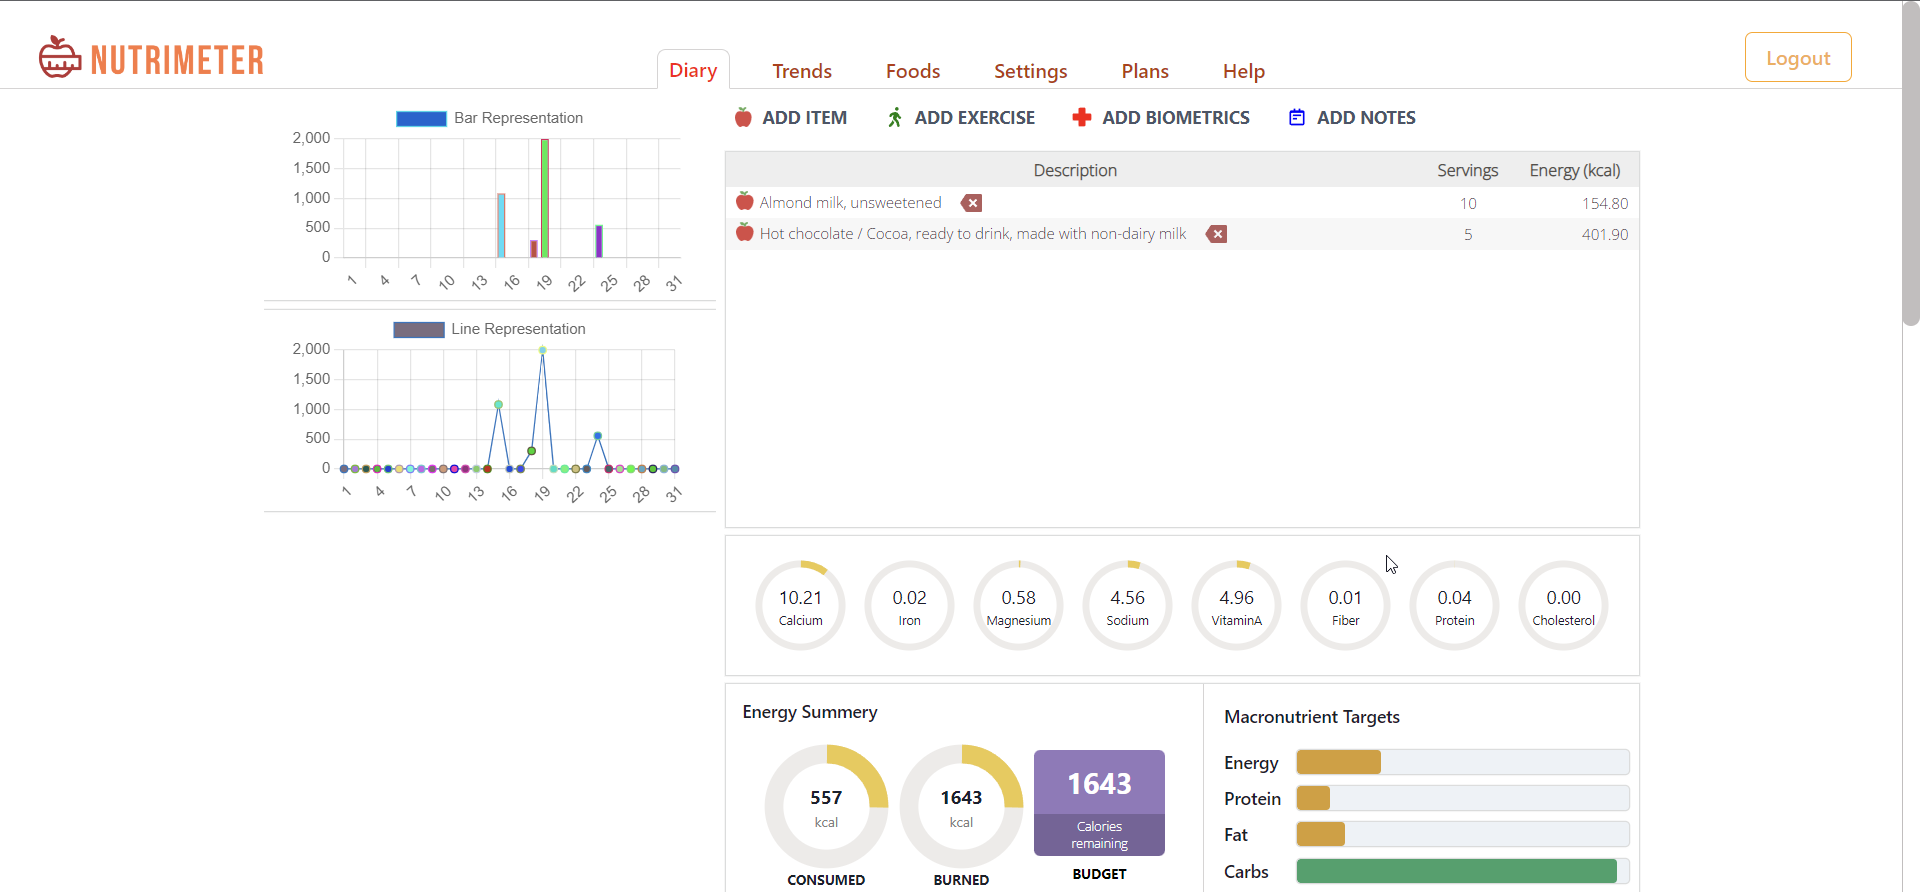 NUTRIMETER
Diary Trends Foods Settings Plans Help
Logout
Bar Representation
2,000
1,500
1,000
500
0
1 4 7 10 13 16 19 22 25 28 31
Line Representation
2,000
1,500
1,000
500
0
1 4 7 10 13 16 19 22 25 28 31
ADD ITEM ADD EXERCISE ADD BIOMETRICS ADD NOTES
Description Servings Energy (kcal)
Almond milk, unsweetened 10 154.80
Hot chocolate / Cocoa, ready to drink, made with non-dairy milk 5 401.90
10.21 0.02 0.58 4.56 4.96 0.01 0.04 0.00
Calcium Iron Magnesium Sodium VitaminA Fiber Protein Cholesterol
Energy Summery
557 kcal
CONSUMED
1643 kcal
BURNED
1643
Calories
remaining
BUDGET
Macronutrient Targets
Energy
Protein
Fat
Carbs